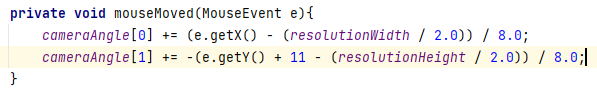 private void mouseMoved(MouseEvent e){
cameraAngle[0] += (e.getX() - (resolutionWidth / 2.0)) / 8.0;
cameraAngle[1] += -(e.getY() + 11 - (resolutionHeight / 2.0)) / 8.0;
}